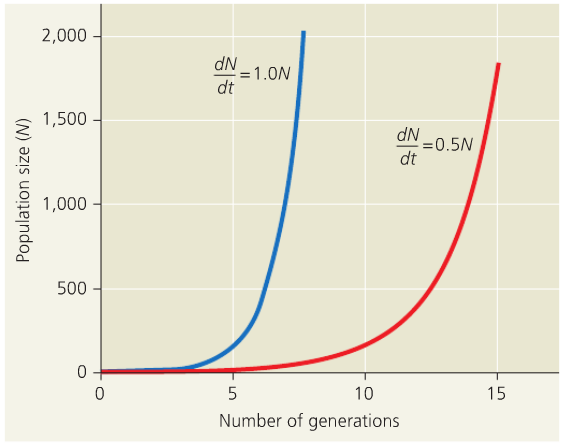 2,000
1,500
1,000
500
0
Population size (N)
dN
dt
=1.0N
dN
dt
=0.5N
0 5 10 15
Number of generations